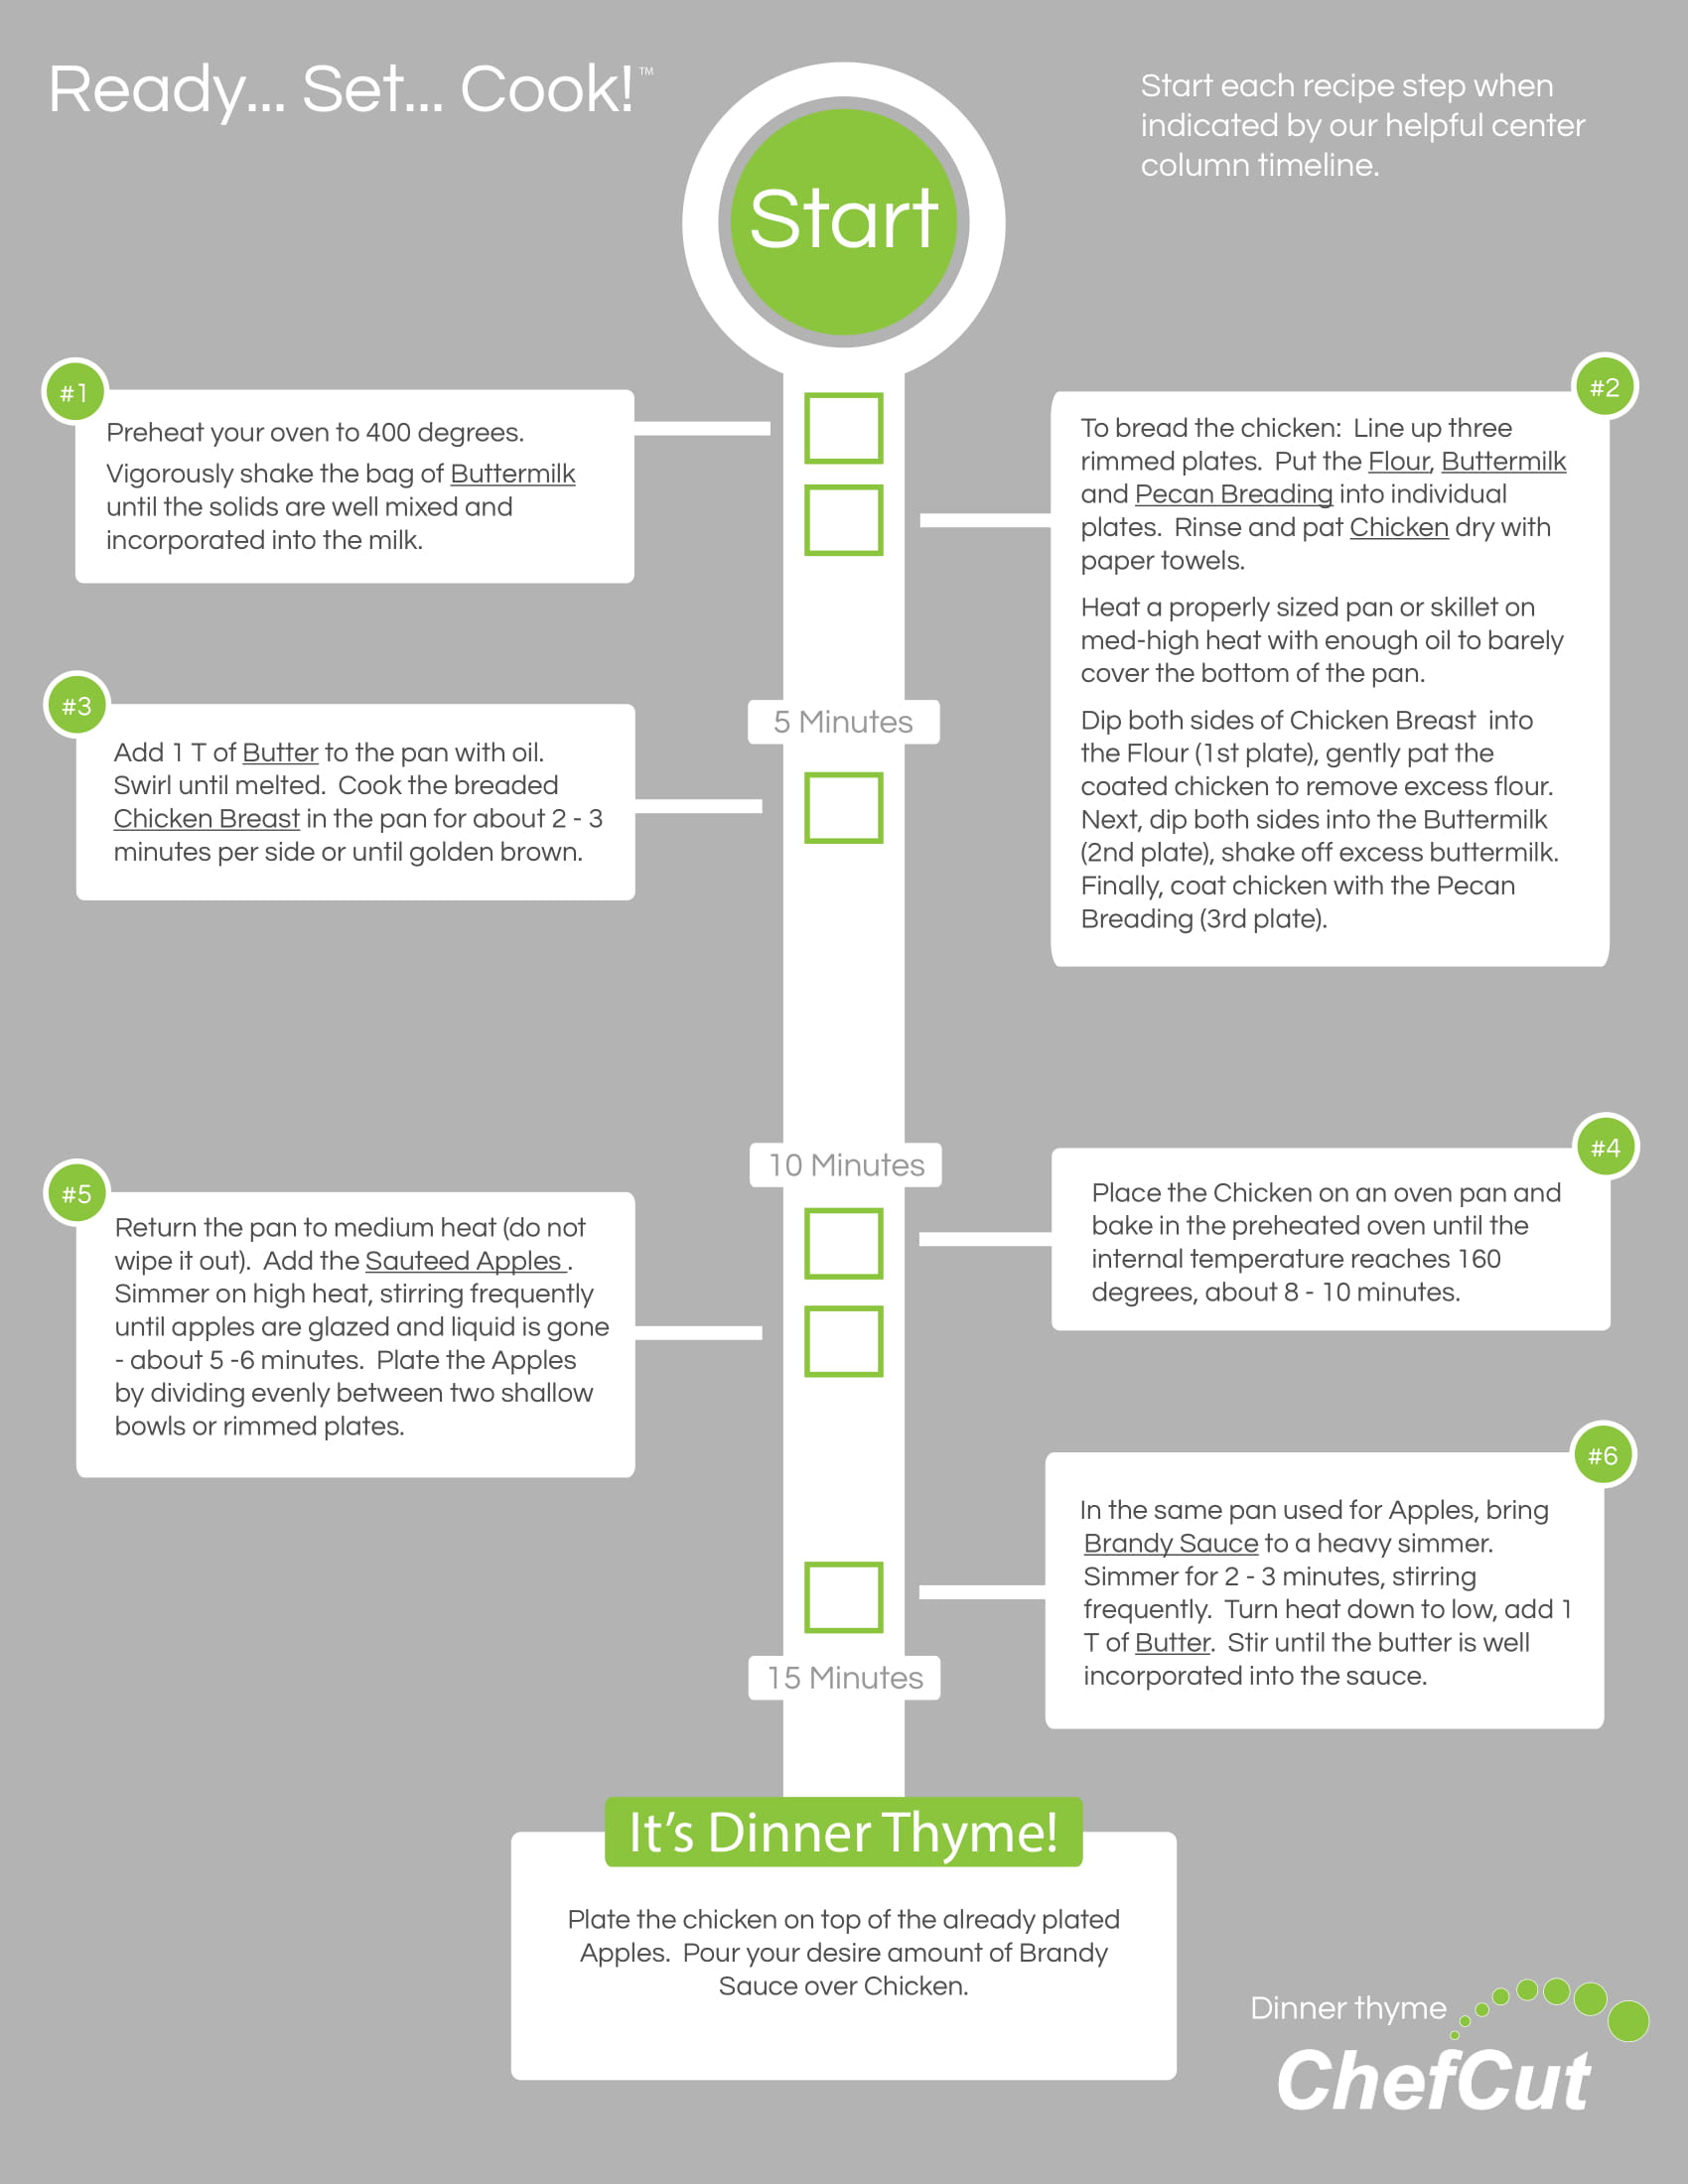 Ready... Set... Cook!™
Start each recipe step when
indicated by our helpful center
column timeline.
Start
#1
Preheat your oven to 400 degrees.
Vigorously shake the bag of Buttermilk
until the solids are well mixed and
incorporated into the milk.
#2
To bread the chicken:  Line up three
rimmed plates.  Put the Flour, Buttermilk
and Pecan Breading into individual
plates.  Rinse and pat Chicken dry with
paper towels.
Heat a properly sized pan or skillet on
med-high heat with enough oil to barely
cover the bottom of the pan.
Dip both sides of Chicken Breast  into
the Flour (1st plate), gently pat the
coated chicken to remove excess flour.
Next, dip both sides into the Buttermilk
(2nd plate), shake off excess buttermilk.
Finally, coat chicken with the Pecan
Breading (3rd plate).
5 Minutes
#3
Add 1 T of Butter to the pan with oil.
Swirl until melted.  Cook the breaded
Chicken Breast in the pan for about 2 - 3
minutes per side or until golden brown.
10 Minutes
#4
Place the Chicken on an oven pan and
bake in the preheated oven until the
internal temperature reaches 160
degrees, about 8 - 10 minutes.
#5
Return the pan to medium heat (do not
wipe it out).  Add the Sauteed Apples .
Simmer on high heat, stirring frequently
until apples are glazed and liquid is gone
- about 5 -6 minutes.  Plate the Apples
by dividing evenly between two shallow
bowls or rimmed plates.
#6
In the same pan used for Apples, bring
Brandy Sauce to a heavy simmer.
Simmer for 2 - 3 minutes, stirring
frequently.  Turn heat down to low, add 1
T of Butter.  Stir until the butter is well
incorporated into the sauce.
15 Minutes
It's Dinner Thyme!
Plate the chicken on top of the already plated
Apples.  Pour your desire amount of Brandy
Sauce over Chicken.
Dinner thyme
ChefCut